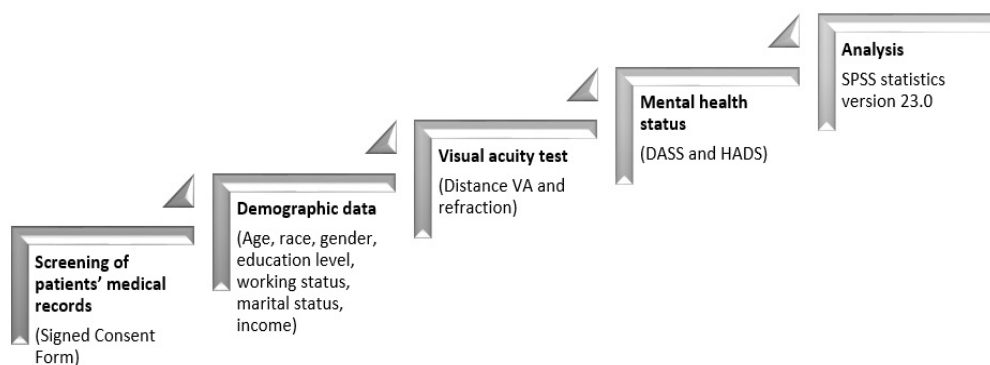 Screening of
patients’ medical
records
(Signed Consent
Form)
Demographic data
(Age, race, gender,
education level,
working status,
marital status,
income)
Visual acuity test
(Distance VA and
refraction)
Mental health
status
(DASS and HADS)
Analysis
SPSS statistics
version 23.0